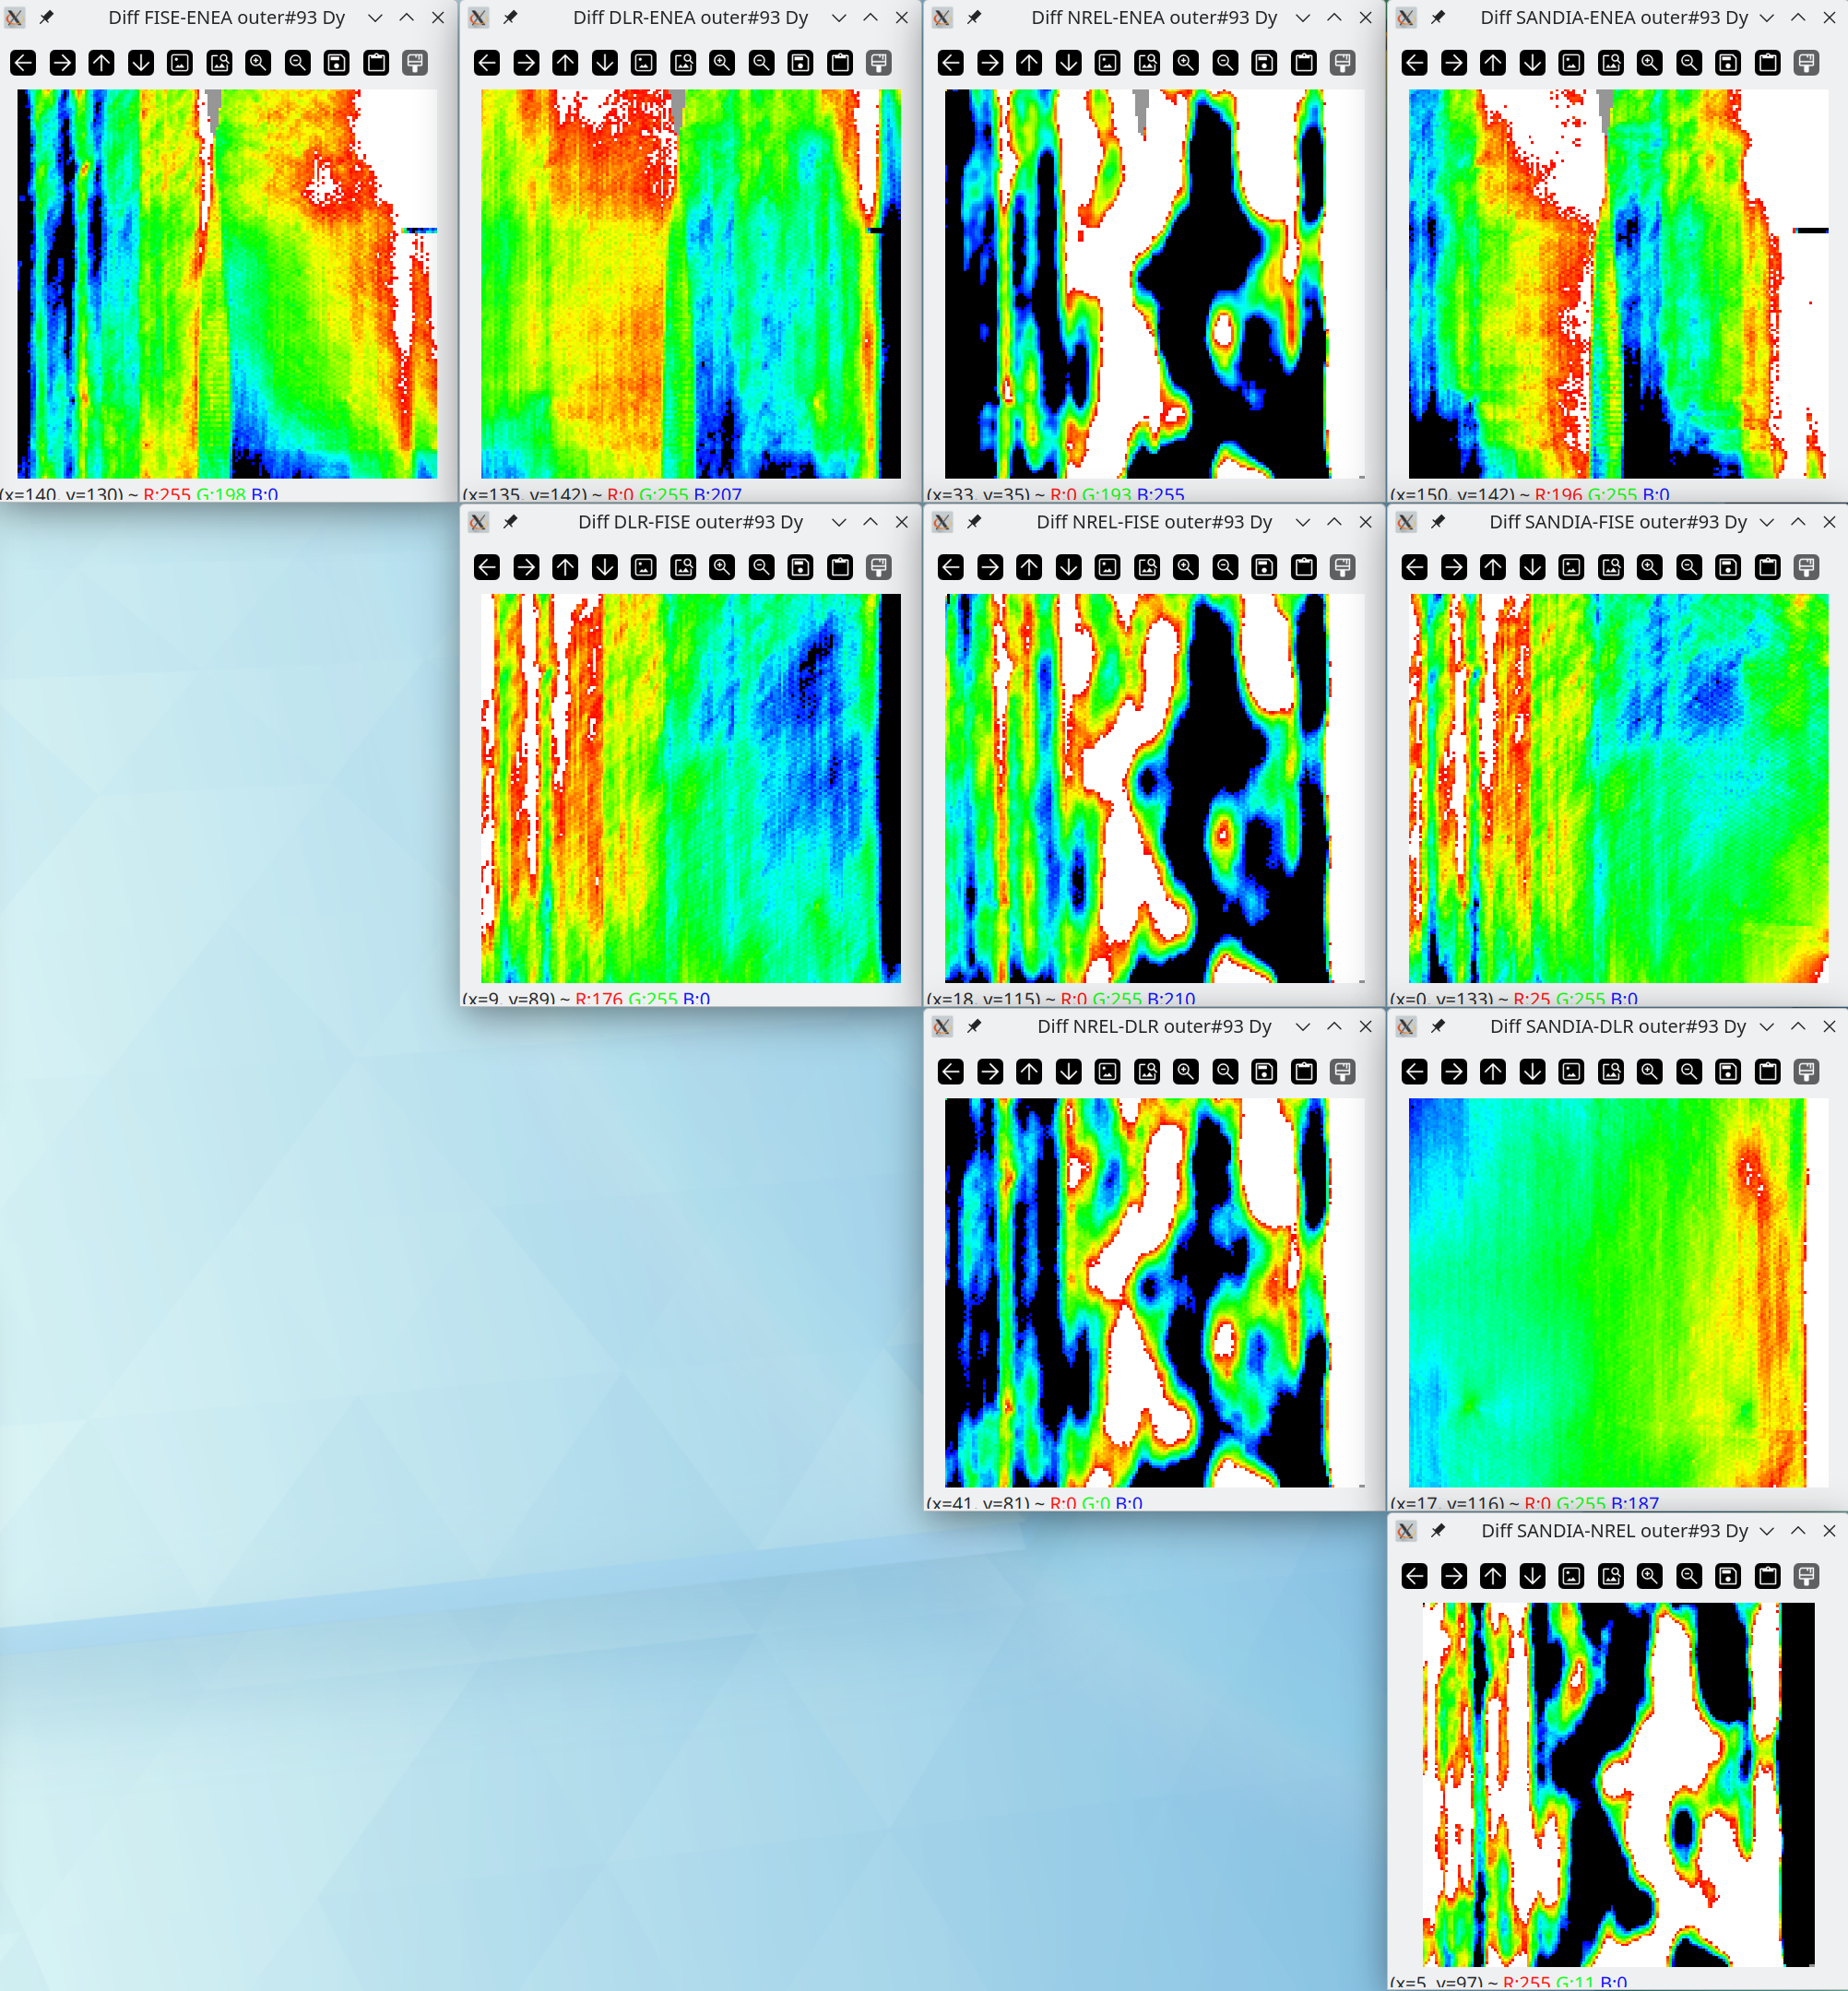 Diff FISE-ENEA outer#93 Dy
Diff DLR-ENEA outer#93 Dy
Diff NREL-ENEA outer#93 Dy
Diff SANDIA-ENEA outer#93 Dy
(x=140, y=130) ~ R:255 G:198 B:0
(x=135, y=142) ~ R:0 G:255 B:207
(x=33, y=35) ~ R:0 G:193 B:255
(x=150, y=142) ~ R:196 G:255 B:0
Diff DLR-FISE outer#93 Dy
Diff NREL-FISE outer#93 Dy
Diff SANDIA-FISE outer#93 Dy
(x=9, y=89) ~ R:176 G:255 B:0
(x=18, y=115) ~ R:0 G:255 B:210
(x=0, y=133) ~ R:25 G:255 B:0
Diff NREL-DLR outer#93 Dy
Diff SANDIA-DLR outer#93 Dy
(x=41, y=81) ~ R:0 G:0 B:0
(x=17, y=116) ~ R:0 G:255 B:187
Diff SANDIA-NREL outer#93 Dy
(x=5, y=97) ~ R:255 G:11 B:0